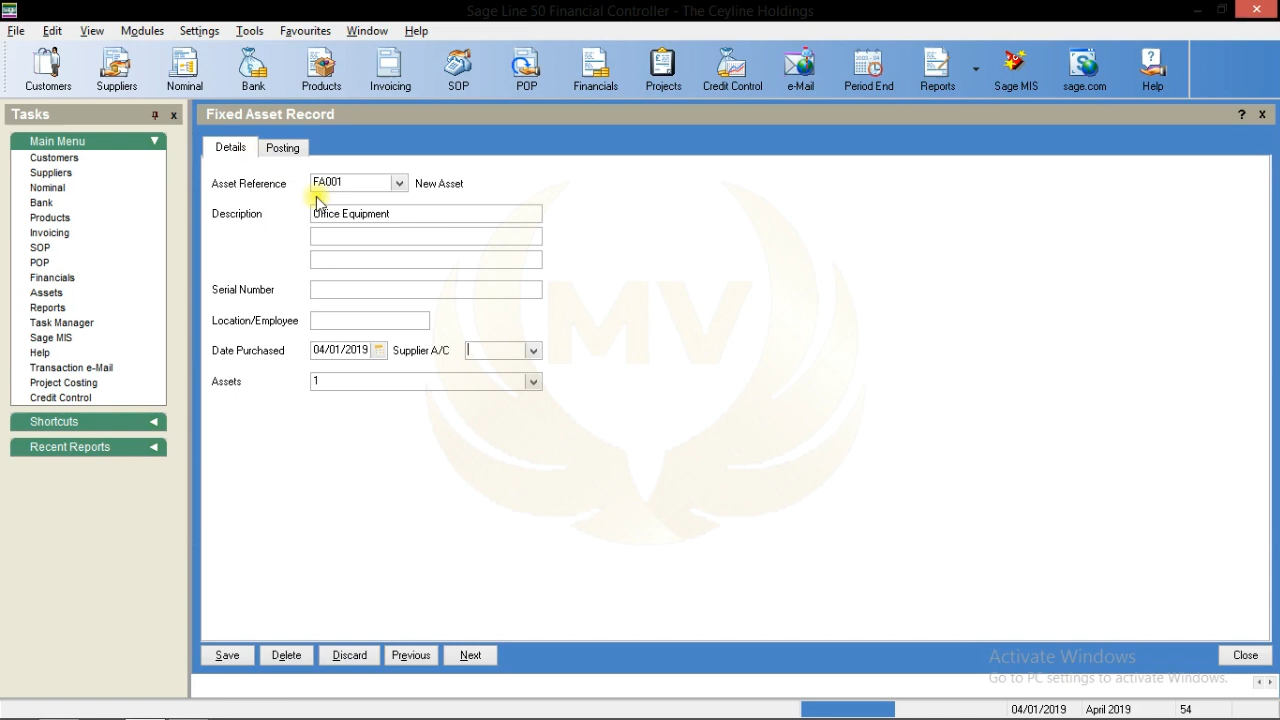 Sage Line 50 Financial Controller - The Ceyline Holdings
File Edit View Modules Settings Tools Favourites Window Help
Customers Suppliers Nominal Bank Products Invoicing SOP POP Financials Projects Credit Control e-Mail Period End Reports Sage MIS sage.com Help
Tasks
Main Menu
Customers
Suppliers
Nominal
Bank
Products
Invoicing
SOP
POP
Financials
Assets
Reports
Task Manager
Sage MIS
Help
Transaction e-Mail
Project Costing
Credit Control
Shortcuts
Recent Reports
Fixed Asset Record
Details Posting
Asset Reference FA001 New Asset
Description Office Equipment
Serial Number
Location/Employee
Date Purchased 04/01/2019 Supplier A/C
Assets 1
MV
Save Delete Discard Previous Next Close
Activate Windows
Go to PC settings to activate Windows.
04/01/2019 April 2019 54